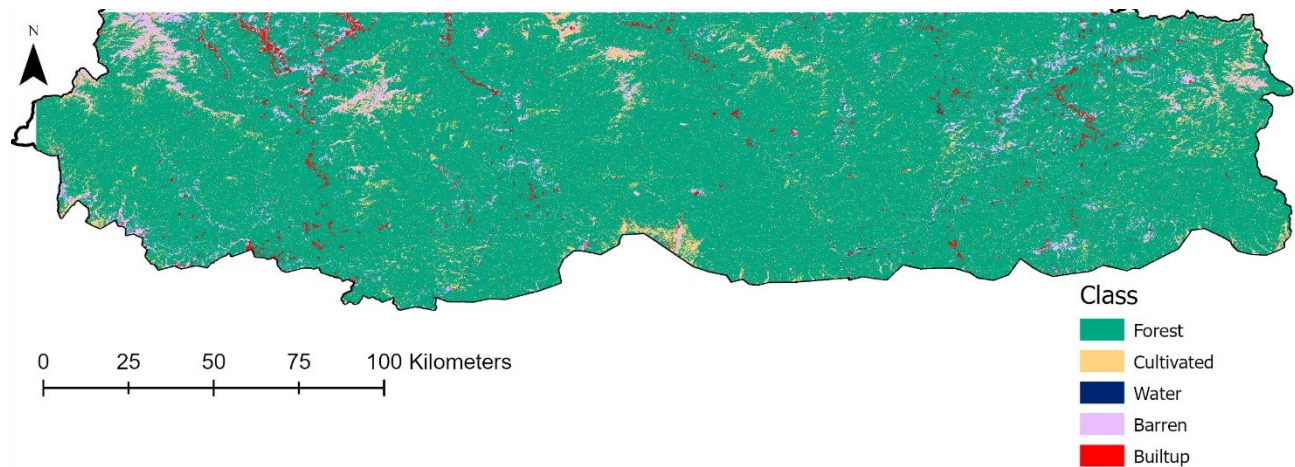 N
Class
Forest
Cultivated
Water
Barren
Builtup
0 25 50 75 100 Kilometers